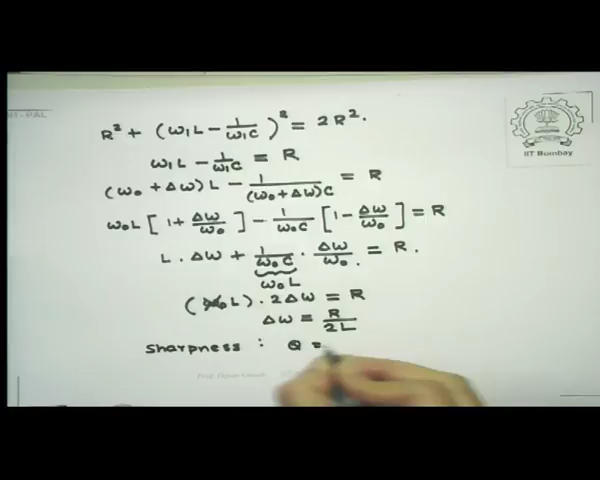 R² + (ω₁L − 1/ω₁C)² = 2R².
ω₁L − 1/ω₁C = R
(ω₀ + Δω)L − 1/(ω₀ + Δω)C = R
ω₀L [1 + Δω/ω₀] − 1/ω₀C [1 − Δω/ω₀] = R
L . Δω + 1/ω₀C . Δω/ω₀ = R.
ω₀L
L) . 2Δω = R
Δω = R/2L
Sharpness : Q =
IIT Bombay